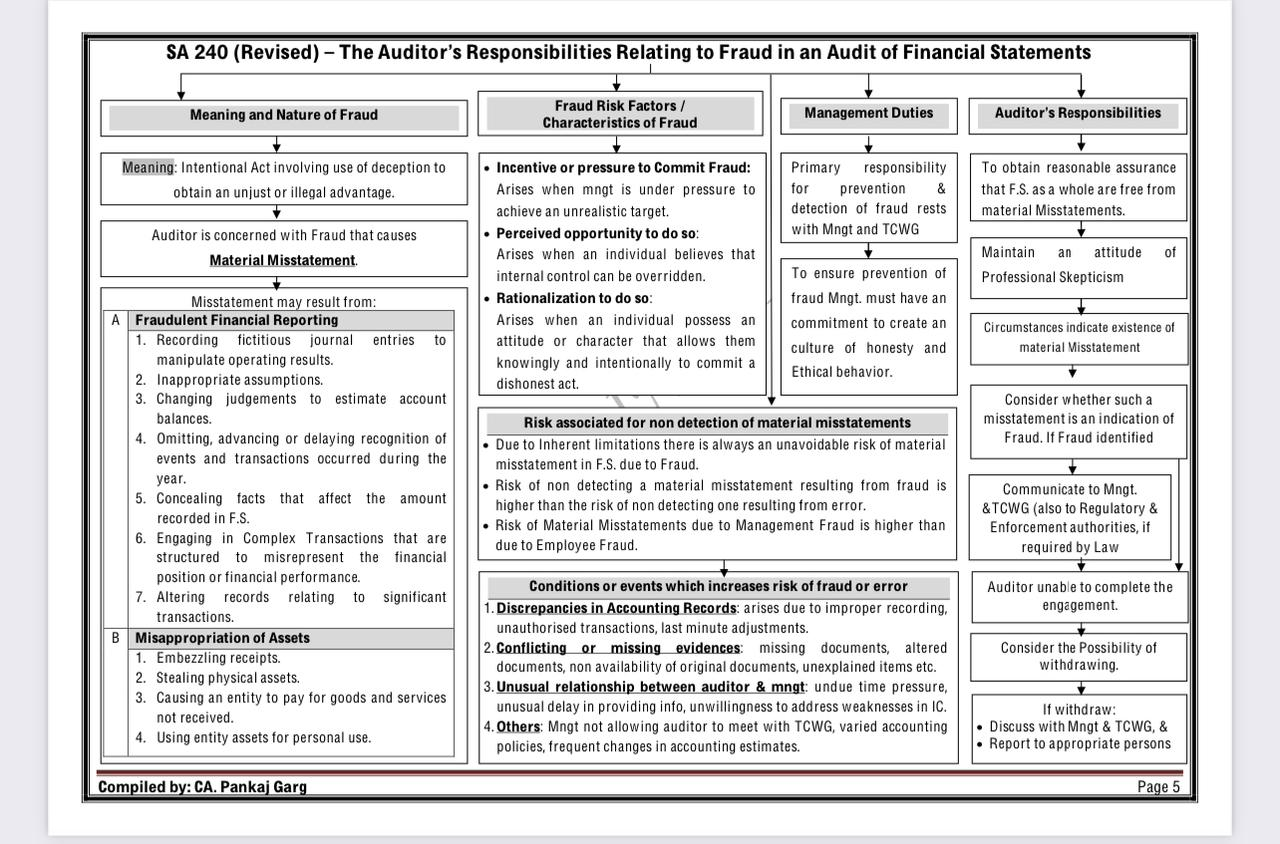 SA 240 (Revised) – The Auditor's Responsibilities Relating to Fraud in an Audit of Financial Statements
Meaning and Nature of Fraud
Meaning: Intentional Act involving use of deception to
obtain an unjust or illegal advantage.
Auditor is concerned with Fraud that causes
Material Misstatement.
Misstatement may result from:
A Fraudulent Financial Reporting
1. Recording fictitious journal entries to
manipulate operating results.
2. Inappropriate assumptions.
3. Changing judgements to estimate account
balances.
4. Omitting, advancing or delaying recognition of
events and transactions occurred during the
year.
5. Concealing facts that affect the amount
recorded in F.S.
6. Engaging in Complex Transactions that are
structured to misrepresent the financial
position or financial performance.
7. Altering records relating to significant
transactions.
B Misappropriation of Assets
1. Embezzling receipts.
2. Stealing physical assets.
3. Causing an entity to pay for goods and services
not received.
4. Using entity assets for personal use.
Fraud Risk Factors /
Characteristics of Fraud
• Incentive or pressure to Commit Fraud:
Arises when mngt is under pressure to
achieve an unrealistic target.
• Perceived opportunity to do so:
Arises when an individual believes that
internal control can be overridden.
• Rationalization to do so:
Arises when an individual possess an
attitude or character that allows them
knowingly and intentionally to commit a
dishonest act.
Management Duties
Primary responsibility
for prevention &
detection of fraud rests
with Mngt and TCWG
To ensure prevention of
fraud Mngt. must have an
commitment to create an
culture of honesty and
Ethical behavior.
Risk associated for non detection of material misstatements
• Due to Inherent limitations there is always an unavoidable risk of material
misstatement in F.S. due to Fraud.
• Risk of non detecting a material misstatement resulting from fraud is
higher than the risk of non detecting one resulting from error.
• Risk of Material Misstatements due to Management Fraud is higher than
due to Employee Fraud.
Conditions or events which increases risk of fraud or error
1. Discrepancies in Accounting Records: arises due to improper recording,
unauthorised transactions, last minute adjustments.
2. Conflicting or missing evidences: missing documents, altered
documents, non availability of original documents, unexplained items etc.
3. Unusual relationship between auditor & mngt: undue time pressure,
unusual delay in providing info, unwillingness to address weaknesses in IC.
4. Others: Mngt not allowing auditor to meet with TCWG, varied accounting
policies, frequent changes in accounting estimates.
Auditor's Responsibilities
To obtain reasonable assurance
that F.S. as a whole are free from
material Misstatements.
Maintain an attitude of
Professional Skepticism
Circumstances indicate existence of
material Misstatement
Consider whether such a
misstatement is an indication of
Fraud. If Fraud identified
Communicate to Mngt.
&TCWG (also to Regulatory &
Enforcement authorities, if
required by Law
Auditor unable to complete the
engagement.
Consider the Possibility of
withdrawing.
If withdraw:
• Discuss with Mngt & TCWG, &
• Report to appropriate persons
Compiled by: CA. Pankaj Garg
Page 5